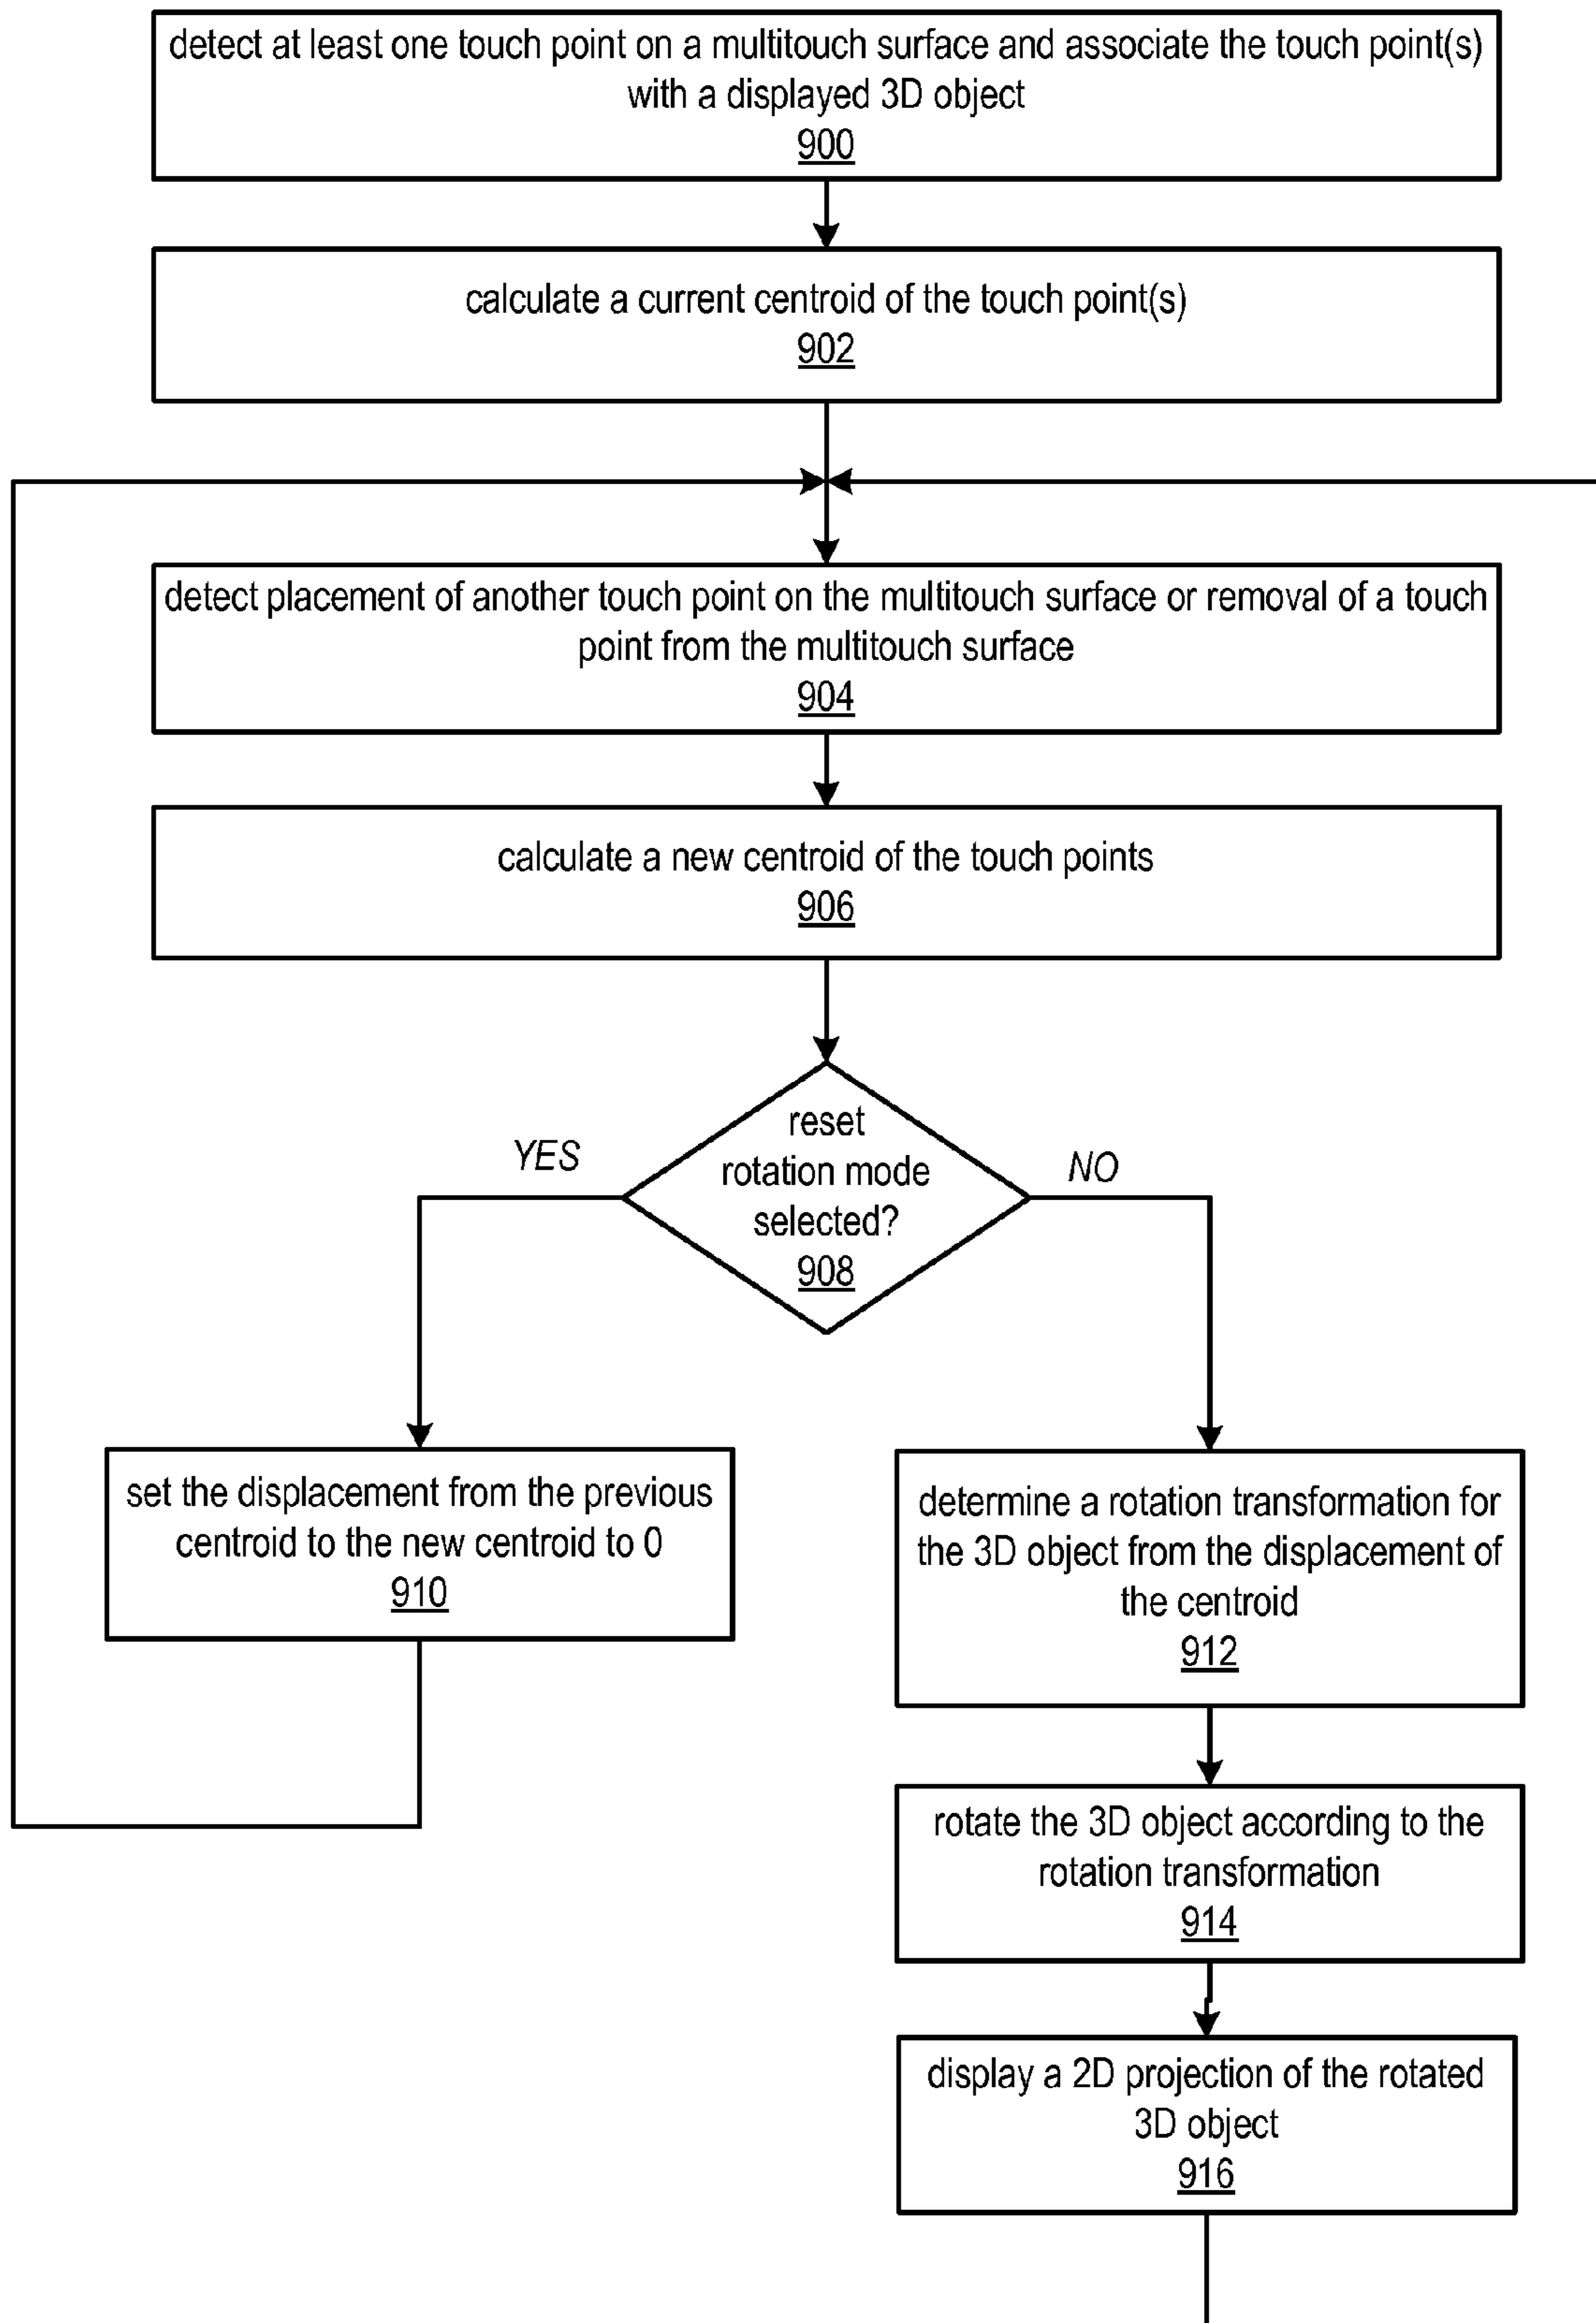 detect at least one touch point on a multitouch surface and associate the touch point(s)
with a displayed 3D object
900
calculate a current centroid of the touch point(s)
902
detect placement of another touch point on the multitouch surface or removal of a touch
point from the multitouch surface
904
calculate a new centroid of the touch points
906
reset
rotation mode
selected?
908
YES
NO
set the displacement from the previous
centroid to the new centroid to 0
910
determine a rotation transformation for
the 3D object from the displacement of
the centroid
912
rotate the 3D object according to the
rotation transformation
914
display a 2D projection of the rotated
3D object
916